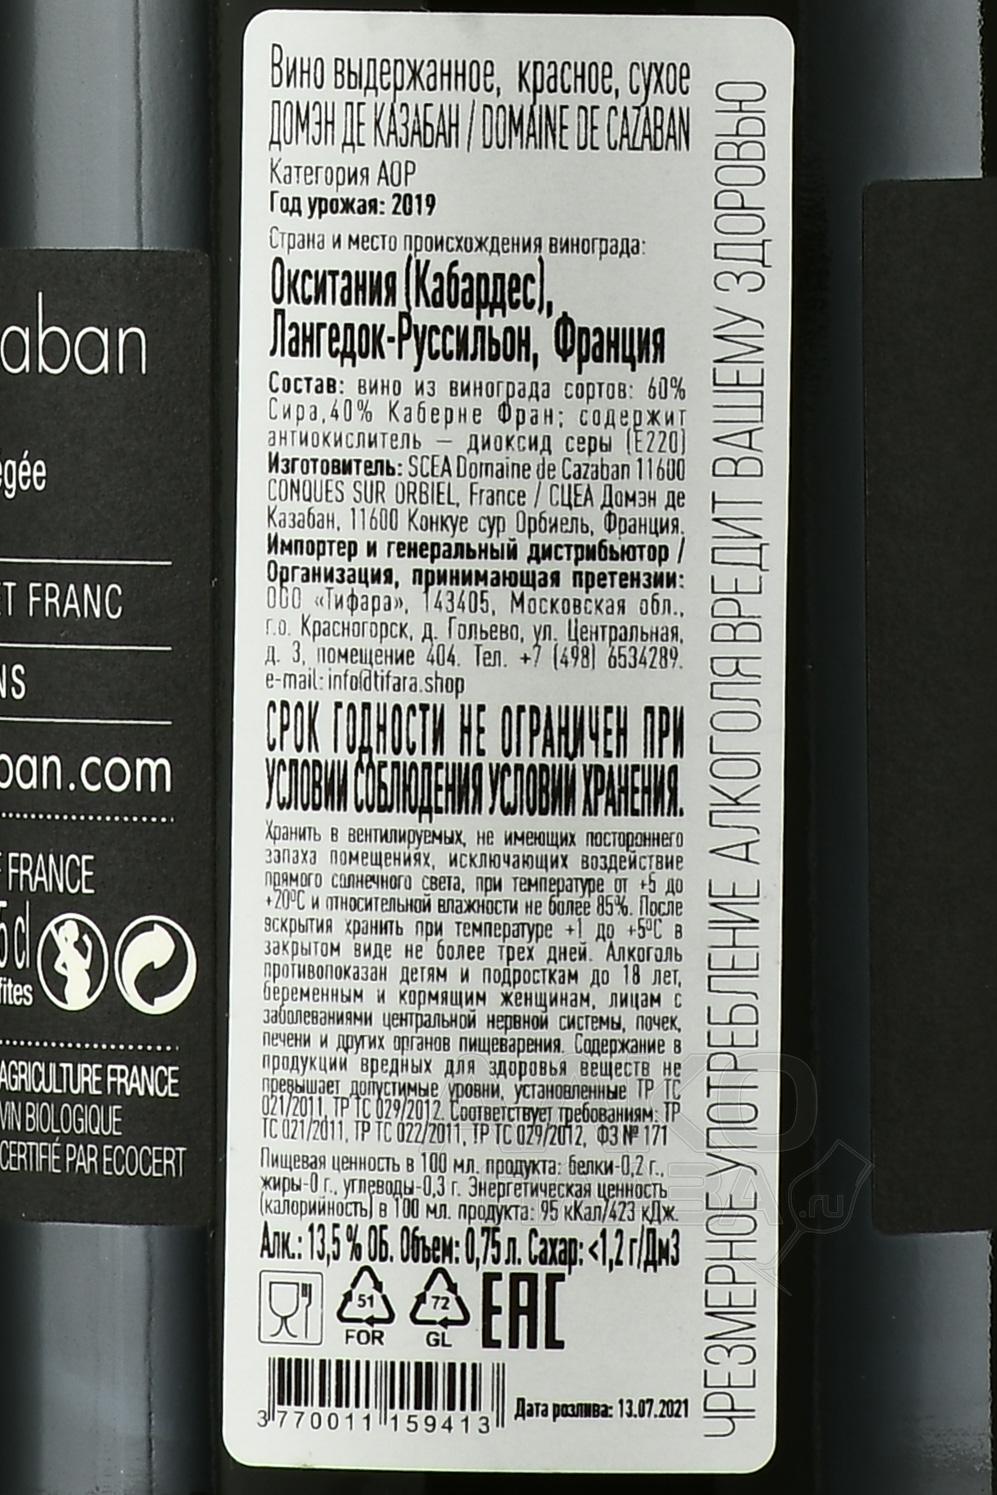 Вино выдержанное, красное, сухое
ДОМЭН ДЕ КАЗАБАН / DOMAINE DE CAZABAN
Категория AOP
Год урожая: 2019
Страна и место происхождения винограда:
Окситания (Кабардес),
Лангедок-Руссильон, Франция
Состав: вино из винограда сортов: 60%
Сира,40% Каберне Фран; содержит
антиокислитель – диоксид серы (E220)
Изготовитель: SCEA Domaine de Cazaban 11600
CONQUES SUR ORBIEL, France / СЦЕА Домэн де
Казабан, 11600 Конкуе сур Орбиель, Франция.
Импортер и генеральный дистрибьютор /
Организация, принимающая претензии:
ООО «Тифара», 143405, Московская обл.,
г.о. Красногорск, д. Гольево, ул. Центральная,
д. 3, помещение 404. Тел. +7 (498) 6534289.
e-mail: info@tifara.shop
СРОК ГОДНОСТИ НЕ ОГРАНИЧЕН ПРИ
УСЛОВИИ СОБЛЮДЕНИЯ УСЛОВИЙ ХРАНЕНИЯ.
Хранить в вентилируемых, не имеющих постороннего
запаха помещениях, исключающих воздействие
прямого солнечного света, при температуре от +5 до
+20°C и относительной влажности не более 85%. После
вскрытия хранить при температуре +1 до +5°C в
закрытом виде не более трех дней. Алкоголь
противопоказан детям и подросткам до 18 лет,
беременным и кормящим женщинам, лицам с
заболеваниями центральной нервной системы, почек,
печени и других органов пищеварения. Содержание в
продукции вредных для здоровья веществ не
превышает допустимые уровни, установленные ТР ТС
021/2011, ТР ТС 029/2012. Соответствует требованиям: ТР
ТС 021/2011, ТР ТС 022/2011, ТР ТС 029/2012, ФЗ № 171
Пищевая ценность в 100 мл. продукта: белки-0,2 г.,
жиры-0 г., углеводы-0,3 г. Энергетическая ценность
(калорийность) в 100 мл. продукта: 95 кКал/423 кДж.
Алк.: 13,5 % ОБ. Объем: 0,75 л. Сахар: <1,2 г/Дм3
51
FOR
72
GL
EAC
3 770011 159413
Дата розлива: 13.07.2021
ЧРЕЗМЕРНОЕ УПОТРЕБЛЕНИЕ АЛКОГОЛЯ ВРЕДИТ ВАШЕМУ ЗДОРОВЬЮ
aban
égée
ET FRANC
NS
ban.com
FRANCE
5 cl
fites
AGRICULTURE FRANCE
VIN BIOLOGIQUE
CERTIFIÉ PAR ECOCERT
.ru